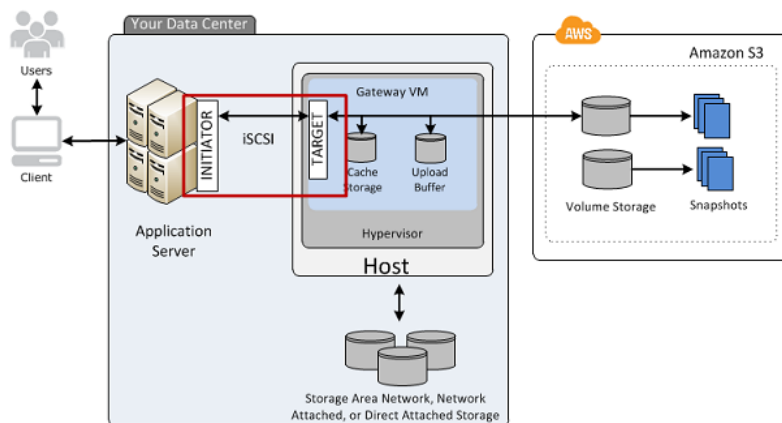 Your Data Center
AWS
Amazon S3
Users
Client
INITIATOR
iSCSI
TARGET
Gateway VM
Cache
Storage
Upload
Buffer
Hypervisor
Host
Application
Server
Volume Storage
Snapshots
Storage Area Network, Network
Attached, or Direct Attached Storage